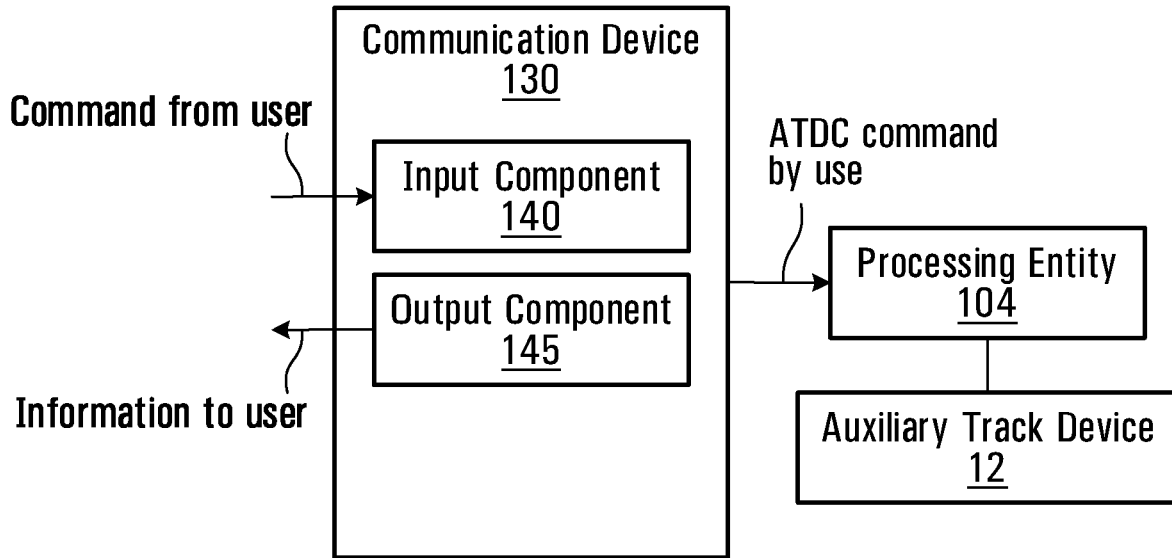 Communication Device
130
Command from user
Input Component
140
Output Component
145
Information to user
ATDC command
by use
Processing Entity
104
Auxiliary Track Device
12